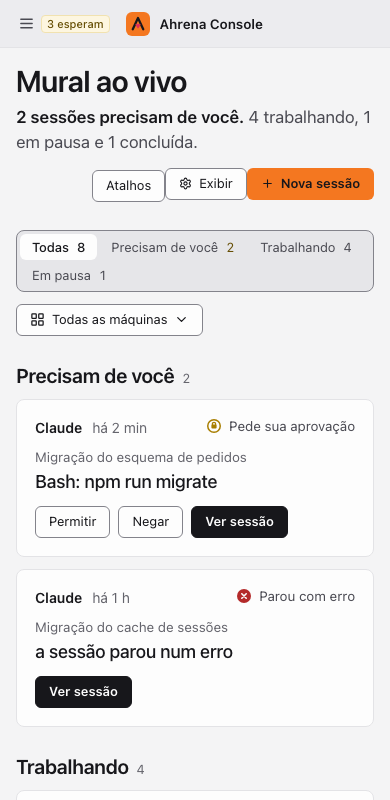 3 esperam
Ahrena Console
Mural ao vivo
2 sessões precisam de você. 4 trabalhando, 1
em pausa e 1 concluída.
Atalhos
Exibir
+ Nova sessão
Todas 8
Precisam de você 2
Trabalhando 4
Em pausa 1
Todas as máquinas
Precisam de você 2
Claude há 2 min
Pede sua aprovação
Migração do esquema de pedidos
Bash: npm run migrate
Permitir
Negar
Ver sessão
Claude há 1 h
Parou com erro
Migração do cache de sessões
a sessão parou num erro
Ver sessão
Trabalhando 4